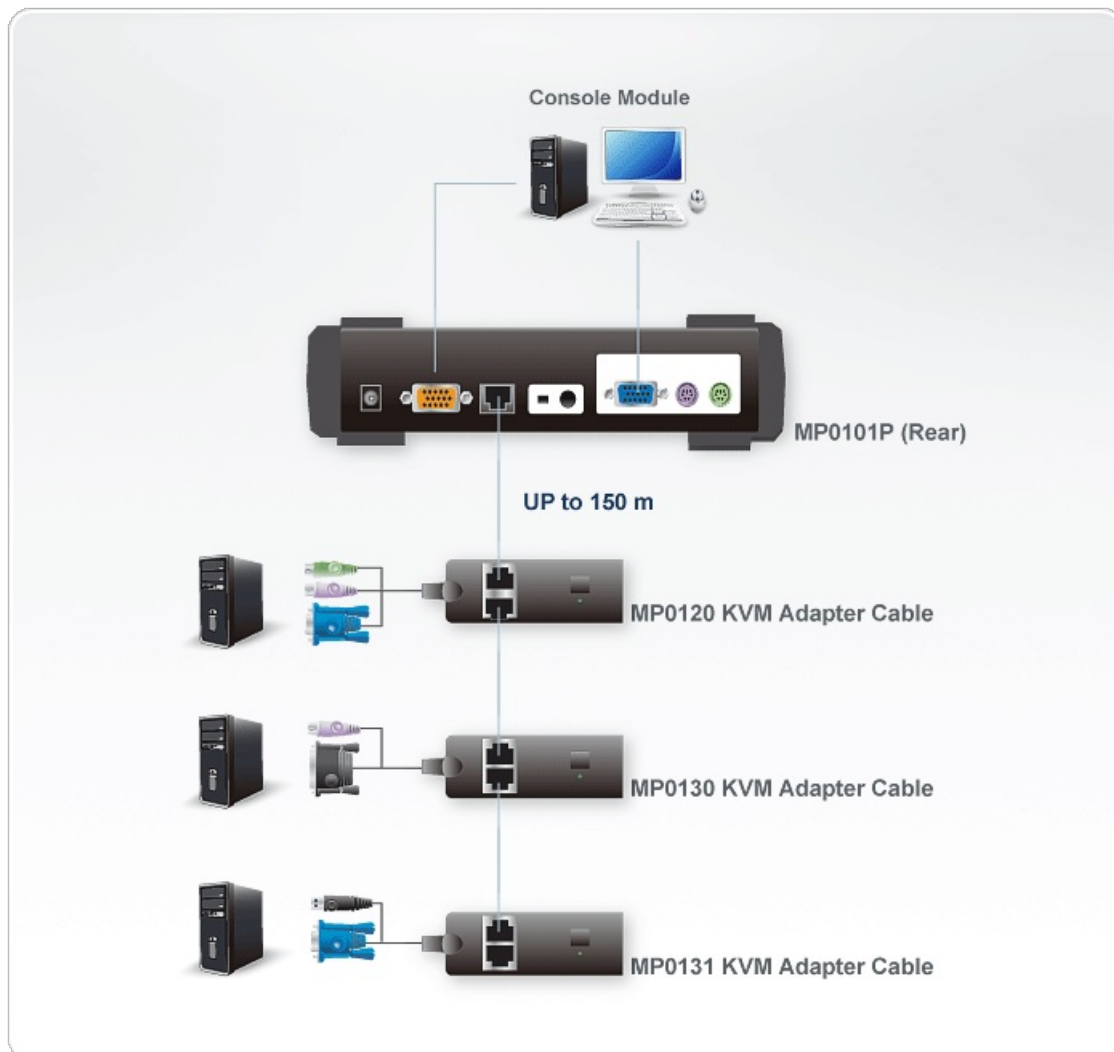 Console Module
MP0101P (Rear)
UP to 150 m
MP0120 KVM Adapter Cable
MP0130 KVM Adapter Cable
MP0131 KVM Adapter Cable